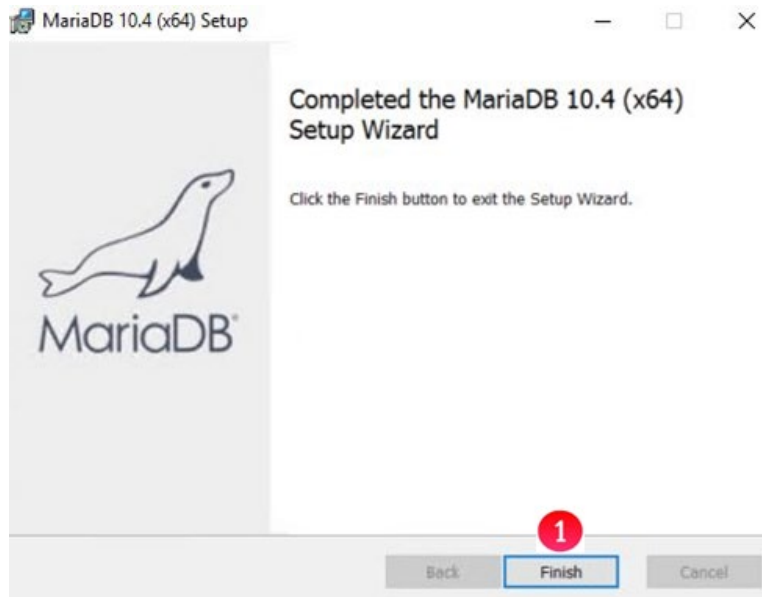 MariaDB 10.4 (x64) Setup
Completed the MariaDB 10.4 (x64)
Setup Wizard
Click the Finish button to exit the Setup Wizard.
MariaDB
1
Back
Finish
Cancel